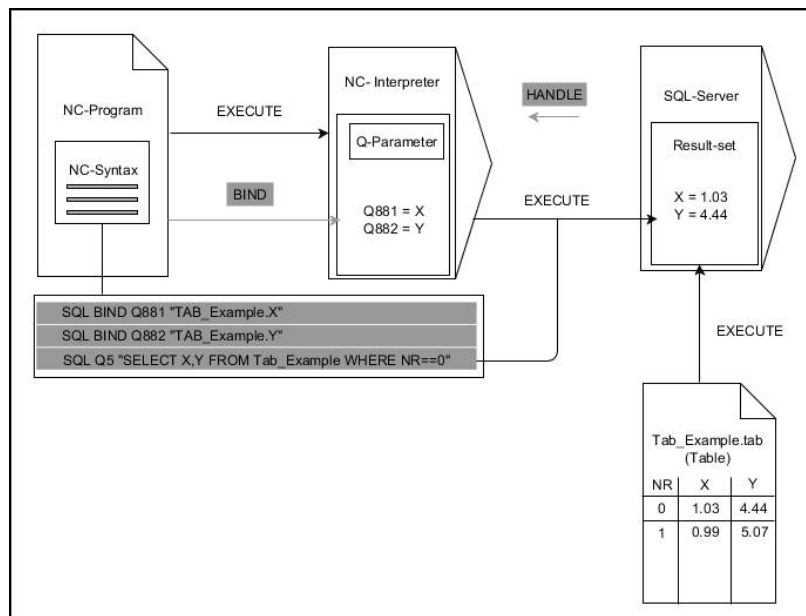 NC-Program
NC-Syntax
EXECUTE
BIND
NC- Interpreter
Q-Parameter
Q881 = X
Q882 = Y
HANDLE
EXECUTE
SQL-Server
Result-set
X = 1.03
Y = 4.44
SQL BIND Q881 "TAB_Example.X"
SQL BIND Q882 "TAB_Example.Y"
SQL Q5 "SELECT X,Y FROM Tab_Example WHERE NR==0"
EXECUTE
Tab_Example.tab
(Table)
NR X Y
0 1.03 4.44
1 0.99 5.07